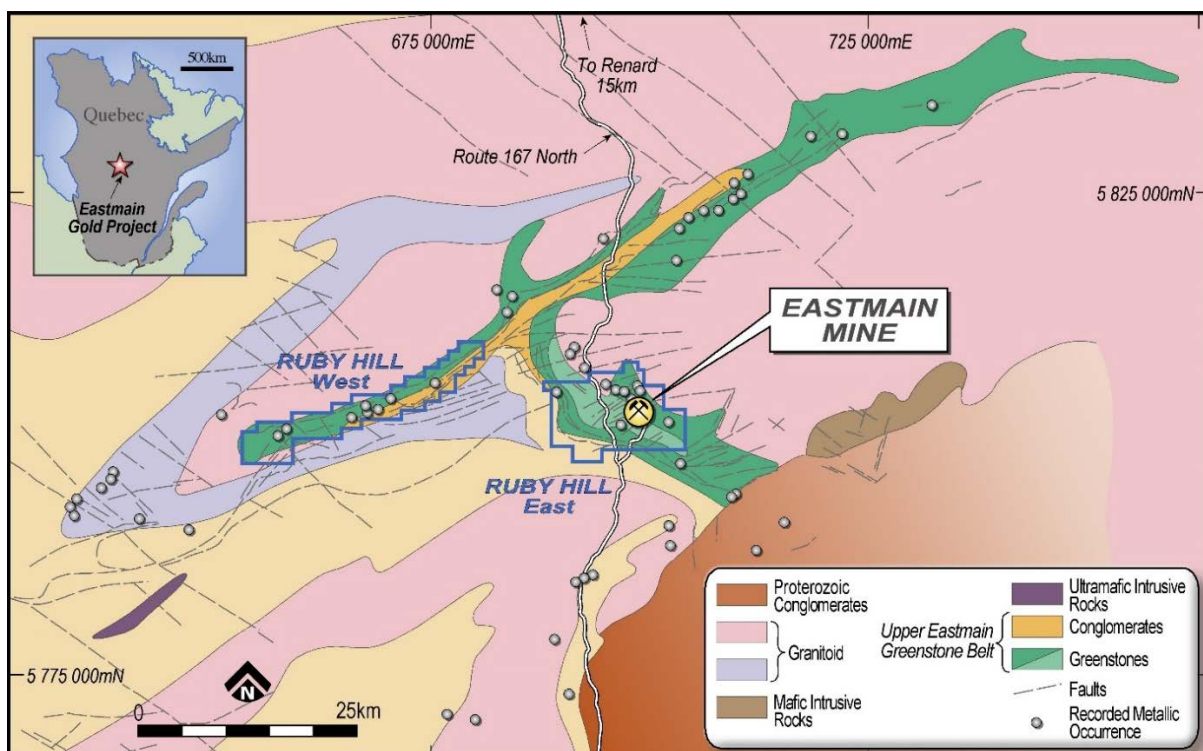 675 000mE
725 000mE
500km
Quebec
Eastmain
Gold Project
To Renard
15km
Route 167 North
5 825 000mN
EASTMAIN
MINE
RUBY HILL
West
RUBY HILL
East
5 775 000mN
N
0
25km
Proterozoic
Conglomerates
Granitoid
Mafic Intrusive
Rocks
Upper Eastmain
Greenstone Belt
Ultramafic Intrusive
Rocks
Conglomerates
Greenstones
Faults
Recorded Metallic
Occurrence